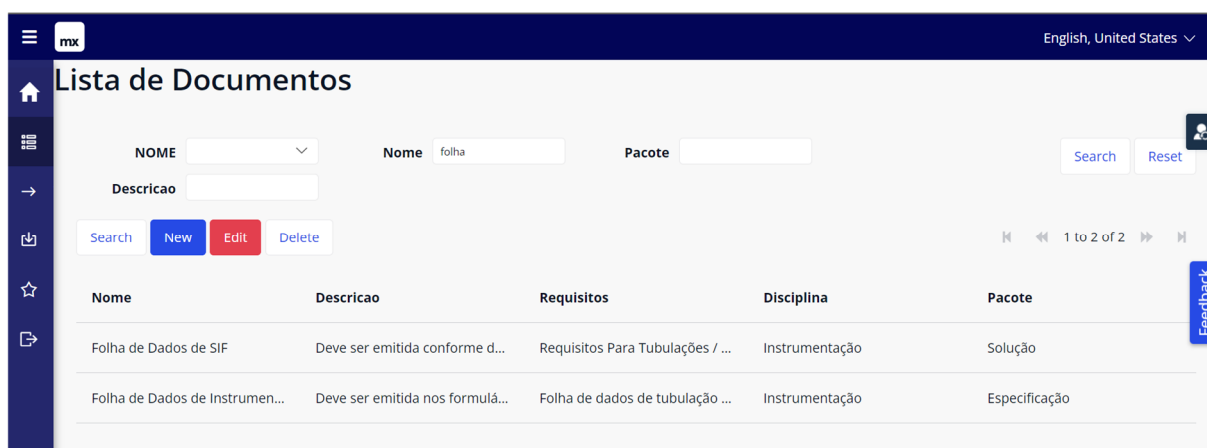 mx
English, United States
Lista de Documentos
NOME
Nome folha
Pacote
Search Reset
Descricao
Search New Edit Delete
1 to 2 of 2
Feedback
Nome Descricao Requisitos Disciplina Pacote
Folha de Dados de SIF Deve ser emitida conforme d... Requisitos Para Tubulações / ... Instrumentação Solução
Folha de Dados de Instrumen... Deve ser emitida nos formulá... Folha de dados de tubulação ... Instrumentação Especificação